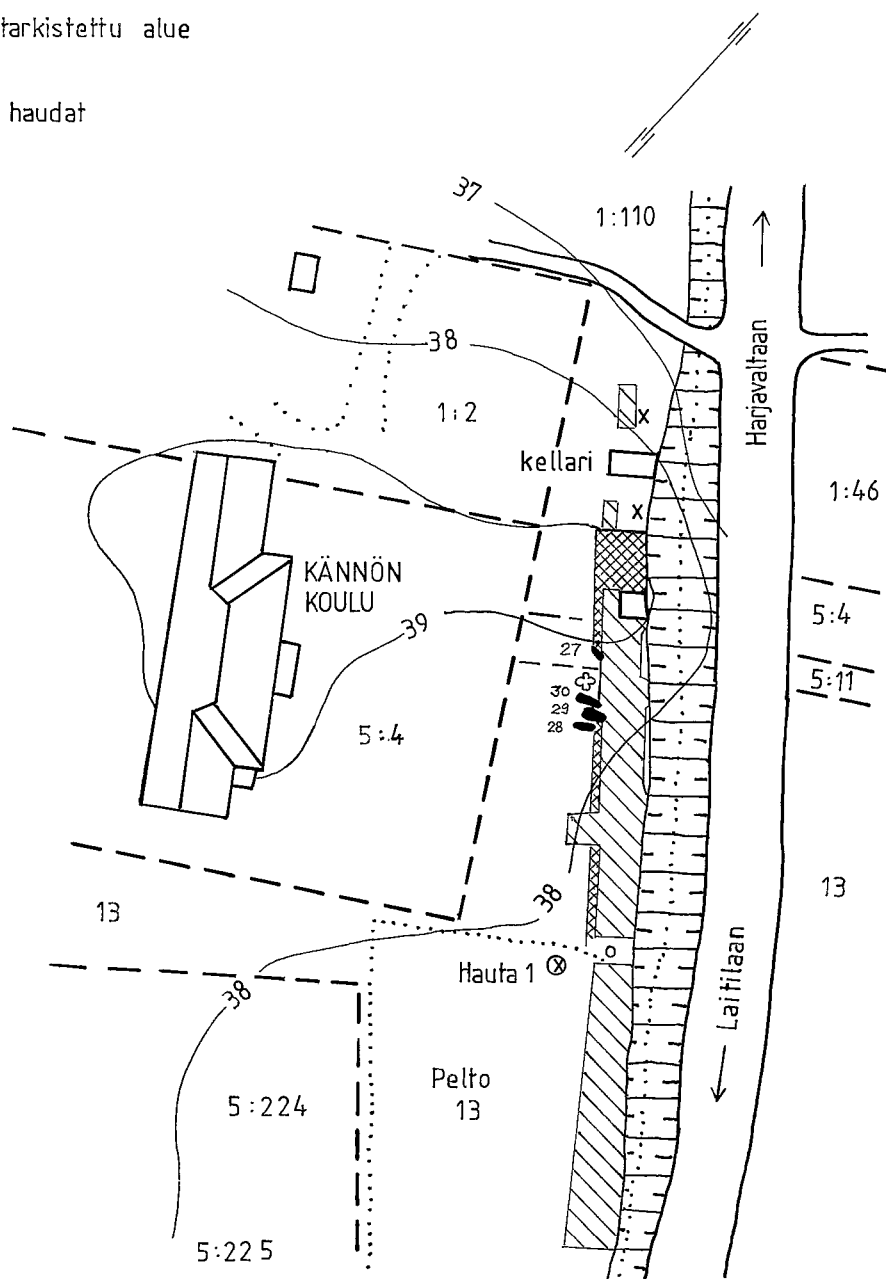 tarkistettu alue
haudat
37
1:110
Harjavaltaan
38
1:2
kellari
x
1:46
x
KÄNNÖN
KOULU
39
5:4
27
5:11
30
29
28
5:4
38
13
13
Hauta 1
x
Laitilaan
38
Pelto
13
5:224
5:225